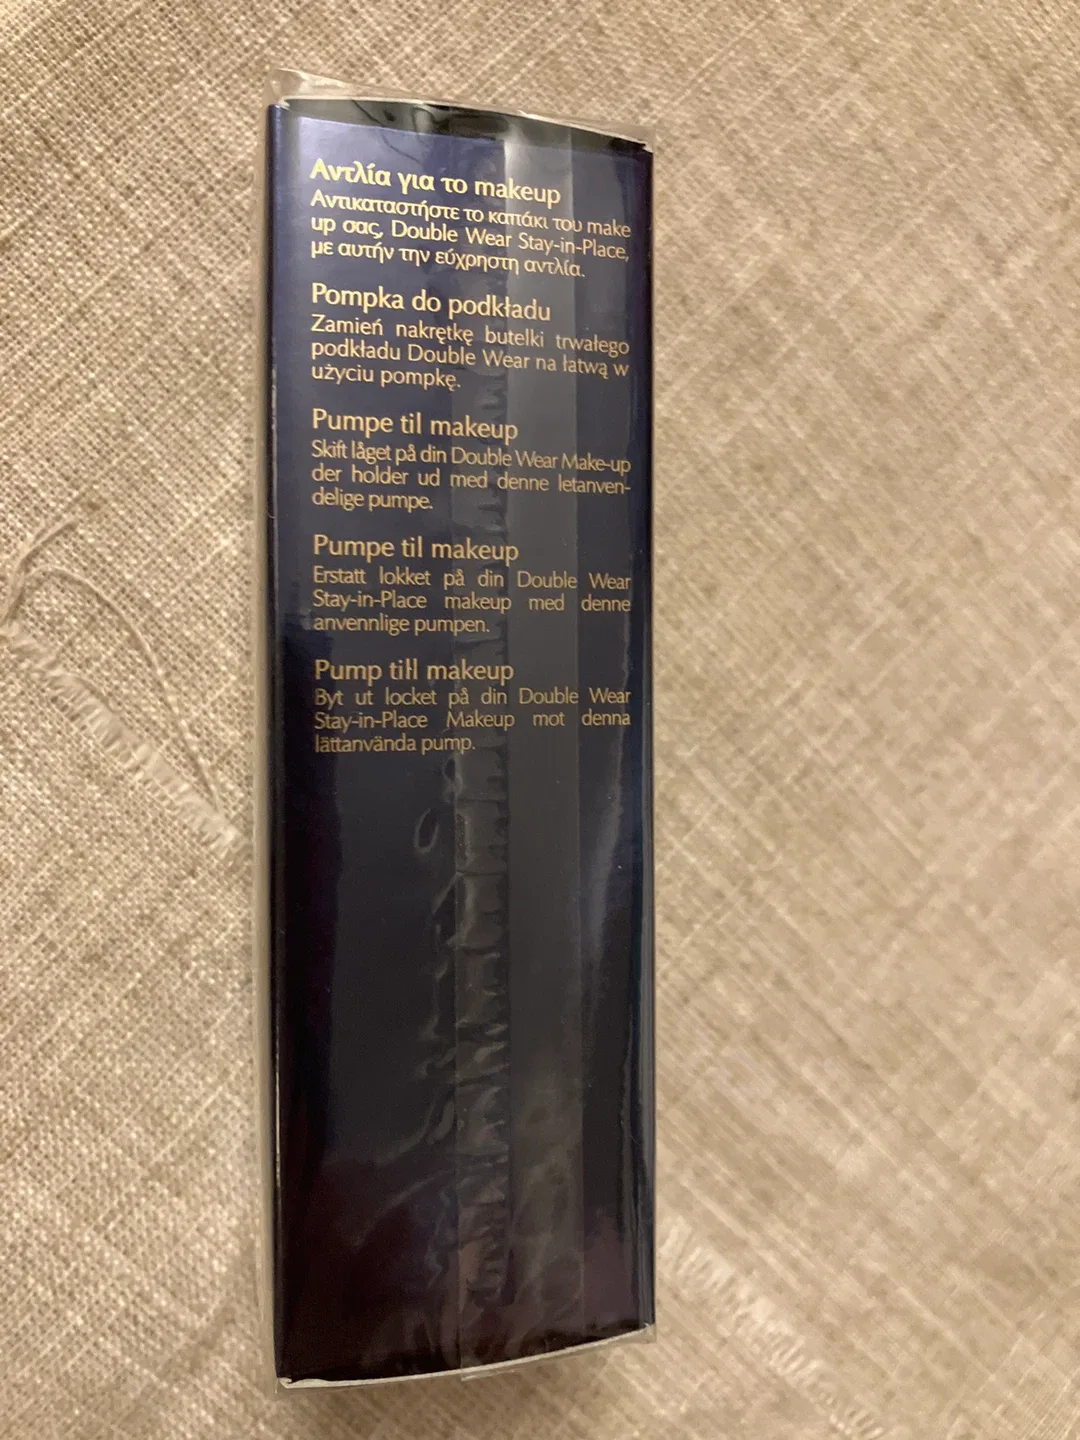 Αντλία για το makeup
Αντικαταστήστε το καπάκι του make
up σας, Double Wear Stay-in-Place,
με αυτήν την εύχρηστη αντλία.
Pompka do podkładu
Zamień nakrętkę butelki trwałego
podkładu Double Wear na łatwą w
użyciu pompkę.
Pumpe til makeup
Skift låget på din Double Wear Make-up
der holder ud med denne letanven-
delige pumpe.
Pumpe til makeup
Erstatt lokket på din Double Wear
Stay-in-Place makeup med denne
anvennlige pumpen.
Pump till makeup
Byt ut locket på din Double Wear
Stay-in-Place Makeup mot denna
lättanvända pump.